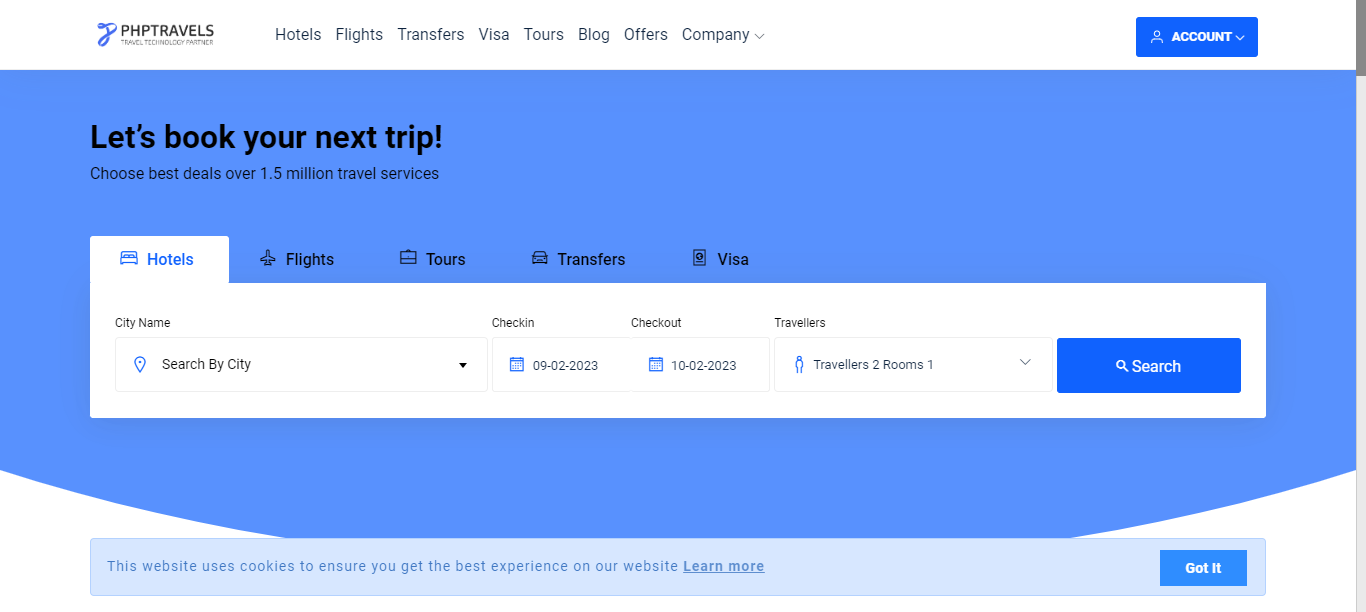 PHPTRAVELS
TRAVEL TECHNOLOGY PARTNER
Hotels Flights Transfers Visa Tours Blog Offers Company
ACCOUNT
Let's book your next trip!
Choose best deals over 1.5 million travel services
Hotels Flights Tours Transfers Visa
City Name Checkin Checkout Travellers
Search By City 09-02-2023 10-02-2023 Travellers 2 Rooms 1 Search
This website uses cookies to ensure you get the best experience on our website Learn more
Got It